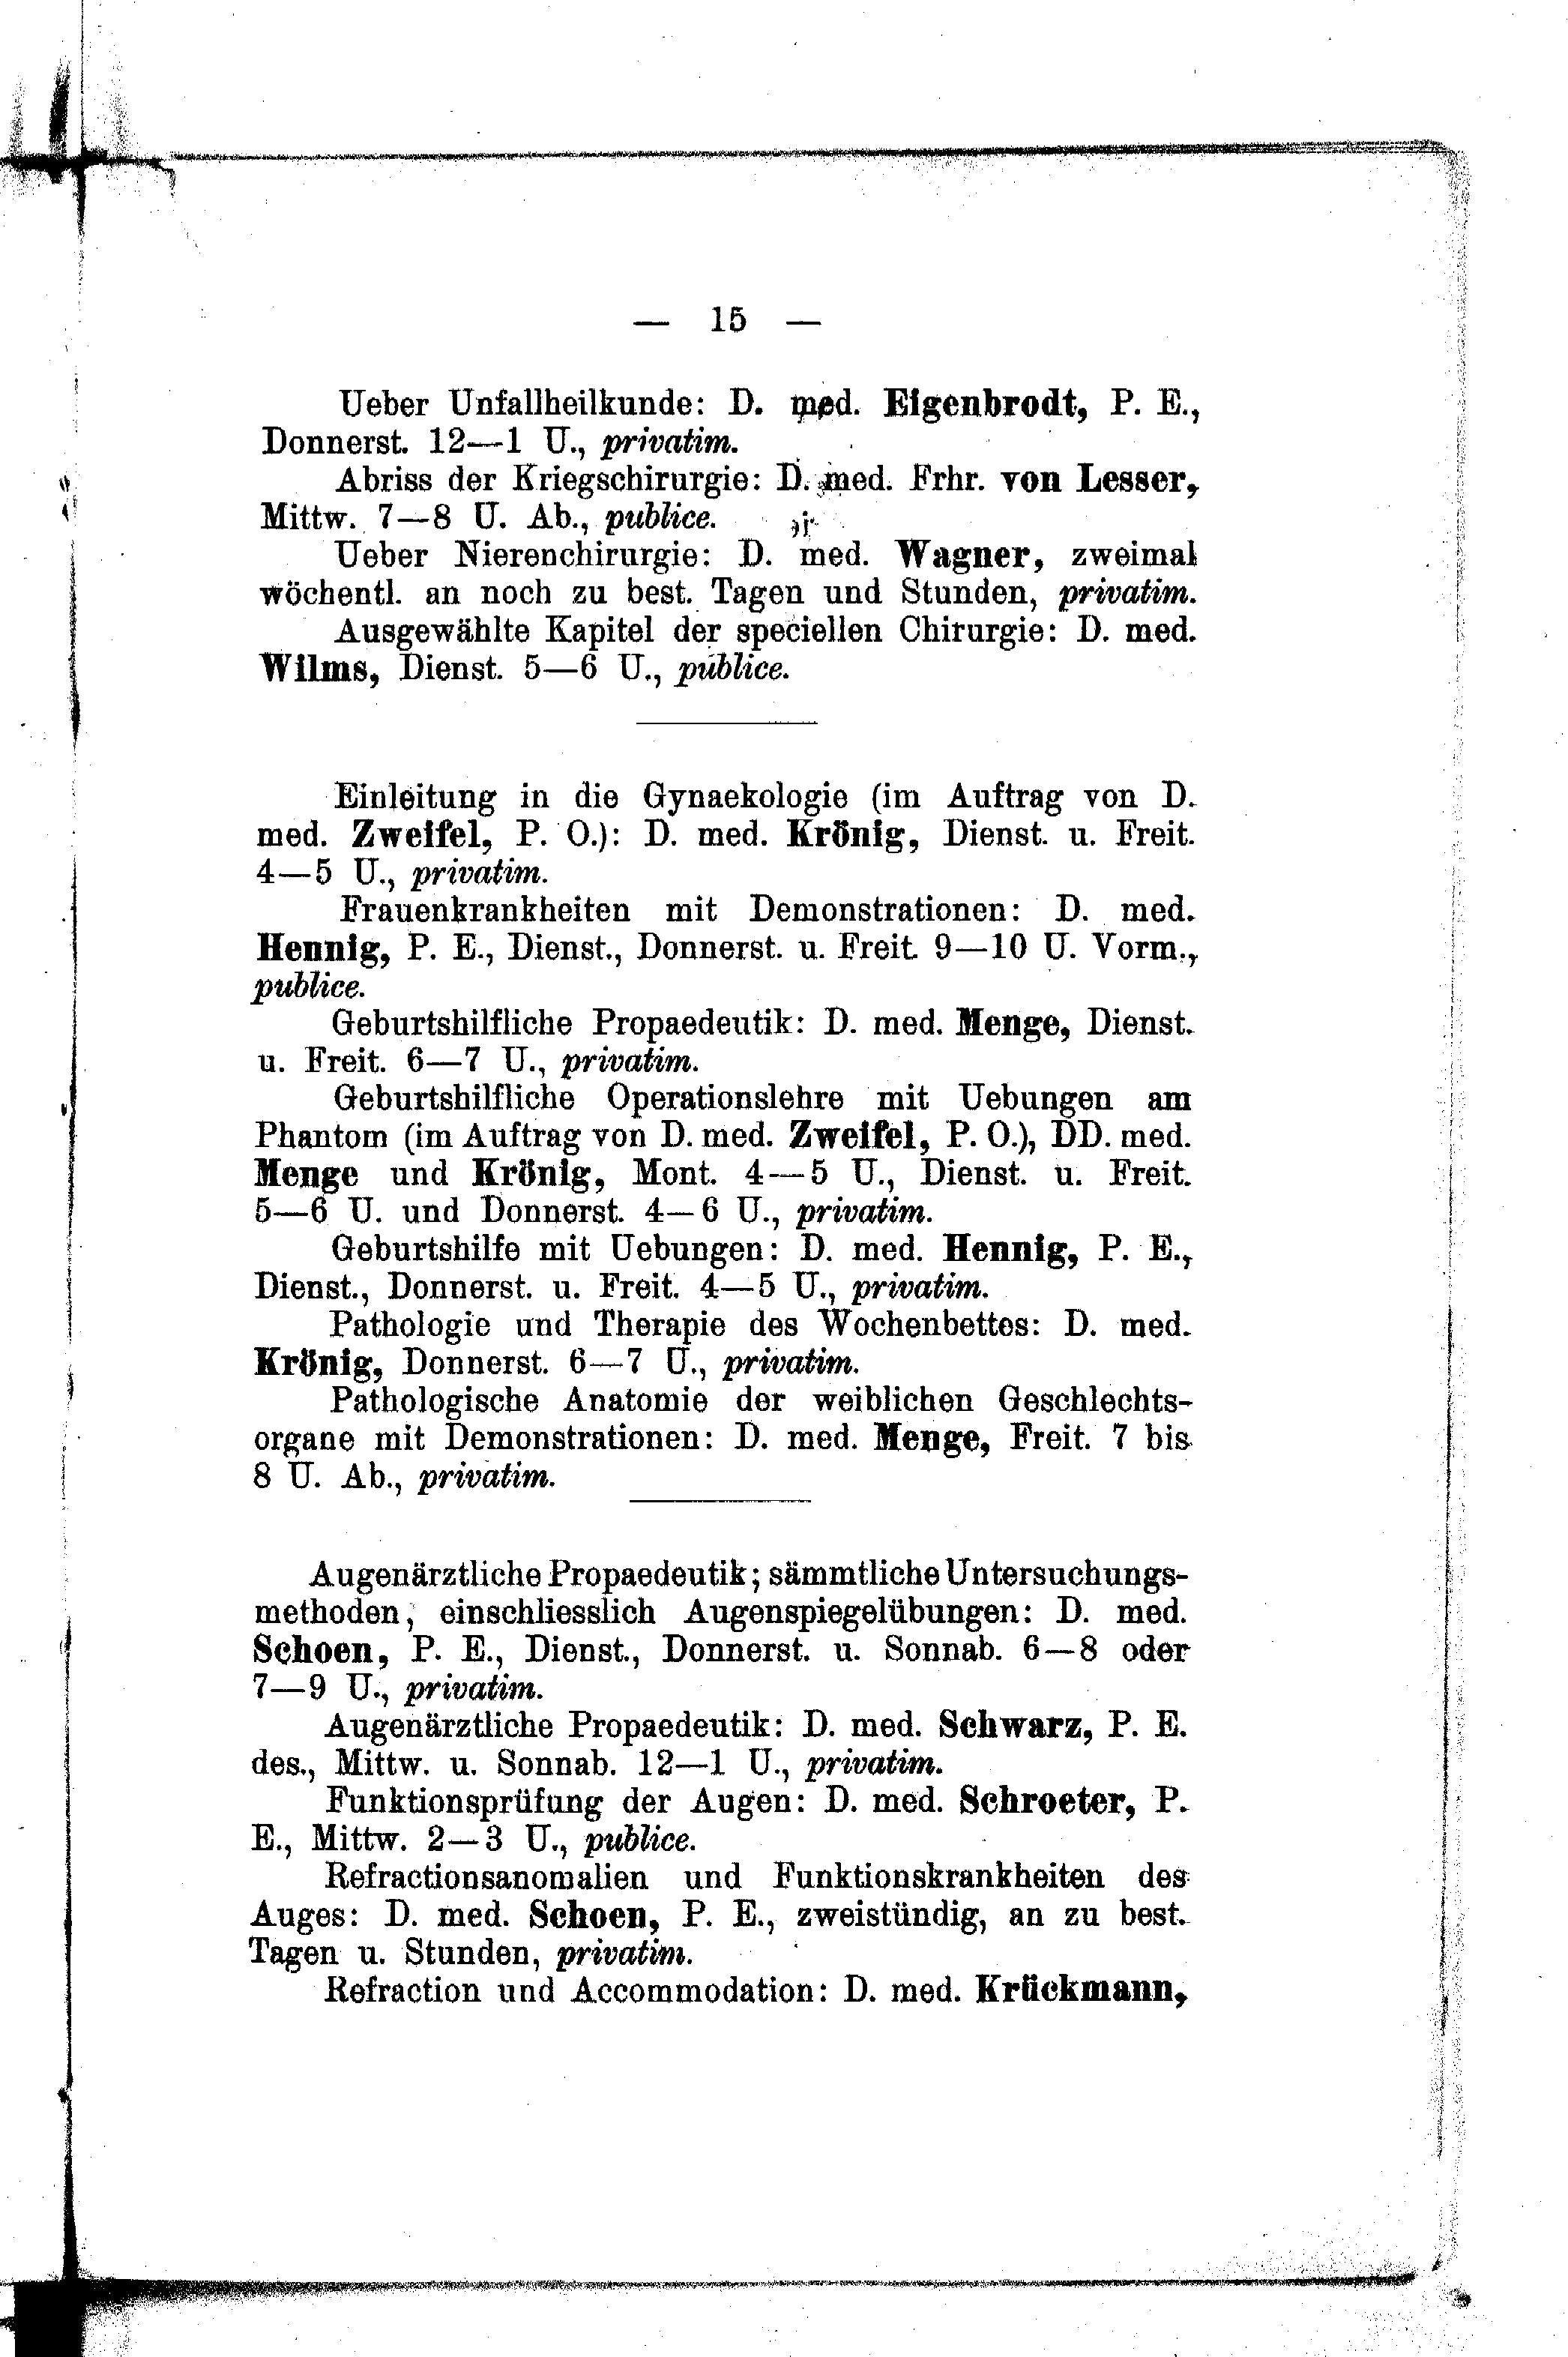 — 15 —
Ueber Unfallheilkunde: D. med. Eigenbrodt, P. E.,
Donnerst. 12—1 U., privatim.
Abriss der Kriegschirurgie: D. med. Frhr. von Lesser,
Mittw. 7—8 U. Ab., publice.
Ueber Nierenchirurgie: D. med. Wagner, zweimal
wöchentl. an noch zu best. Tagen und Stunden, privatim.
Ausgewählte Kapitel der speciellen Chirurgie: D. med.
Wilms, Dienst. 5—6 U., publice.
Einleitung in die Gynaekologie (im Auftrag von D.
med. Zweifel, P. O.): D. med. Krönig, Dienst. u. Freit.
4—5 U., privatim.
Frauenkrankheiten mit Demonstrationen: D. med.
Hennig, P. E., Dienst., Donnerst. u. Freit. 9—10 U. Vorm.,
publice.
Geburtshilfliche Propaedeutik: D. med. Menge, Dienst.
u. Freit. 6—7 U., privatim.
Geburtshilfliche Operationslehre mit Uebungen am
Phantom (im Auftrag von D. med. Zweifel, P. O.), DD. med.
Menge und Krönig, Mont. 4—5 U., Dienst. u. Freit.
5—6 U. und Donnerst. 4—6 U., privatim.
Geburtshilfe mit Uebungen: D. med. Hennig, P. E.,
Dienst., Donnerst. u. Freit. 4—5 U., privatim.
Pathologie und Therapie des Wochenbettes: D. med.
Krönig, Donnerst. 6—7 U., privatim.
Pathologische Anatomie der weiblichen Geschlechts-
organe mit Demonstrationen: D. med. Menge, Freit. 7 bis
8 U. Ab., privatim.
Augenärztliche Propaedeutik; sämmtliche Untersuchungs-
methoden, einschliesslich Augenspiegelübungen: D. med.
Schoen, P. E., Dienst., Donnerst. u. Sonnab. 6—8 oder
7—9 U., privatim.
Augenärztliche Propaedeutik: D. med. Schwarz, P. E.
des., Mittw. u. Sonnab. 12—1 U., privatim.
Funktionsprüfung der Augen: D. med. Schroeter, P.
E., Mittw. 2—3 U., publice.
Refractionsanomalien und Funktionskrankheiten des
Auges: D. med. Schoen, P. E., zweistündig, an zu best.
Tagen u. Stunden, privatim.
Refraction und Accommodation: D. med. Krückmann,